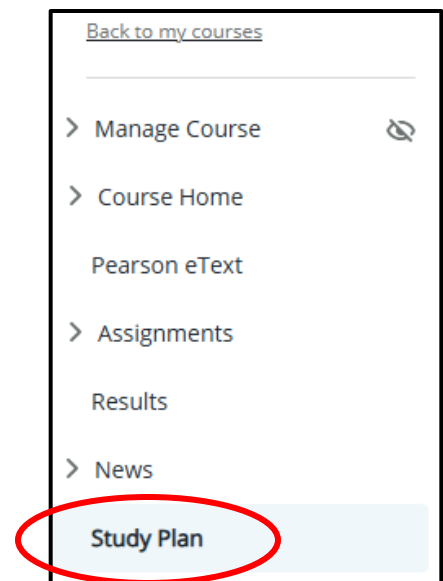 Back to my courses
Manage Course
Course Home
Pearson eText
Assignments
Results
News
Study Plan